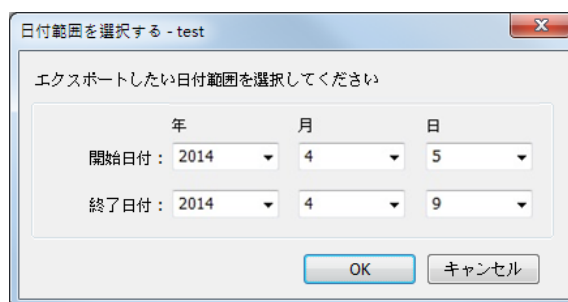 日付範囲を選択する - test
エクスポートしたい日付範囲を選択してください
年 月 日
開始日付： 2014 4 5
終了日付： 2014 4 9
OK キャンセル